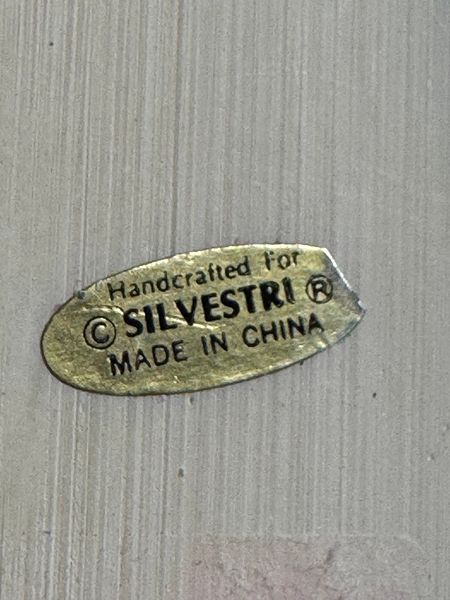 Handcrafted For
© SILVESTRI ®
MADE IN CHINA